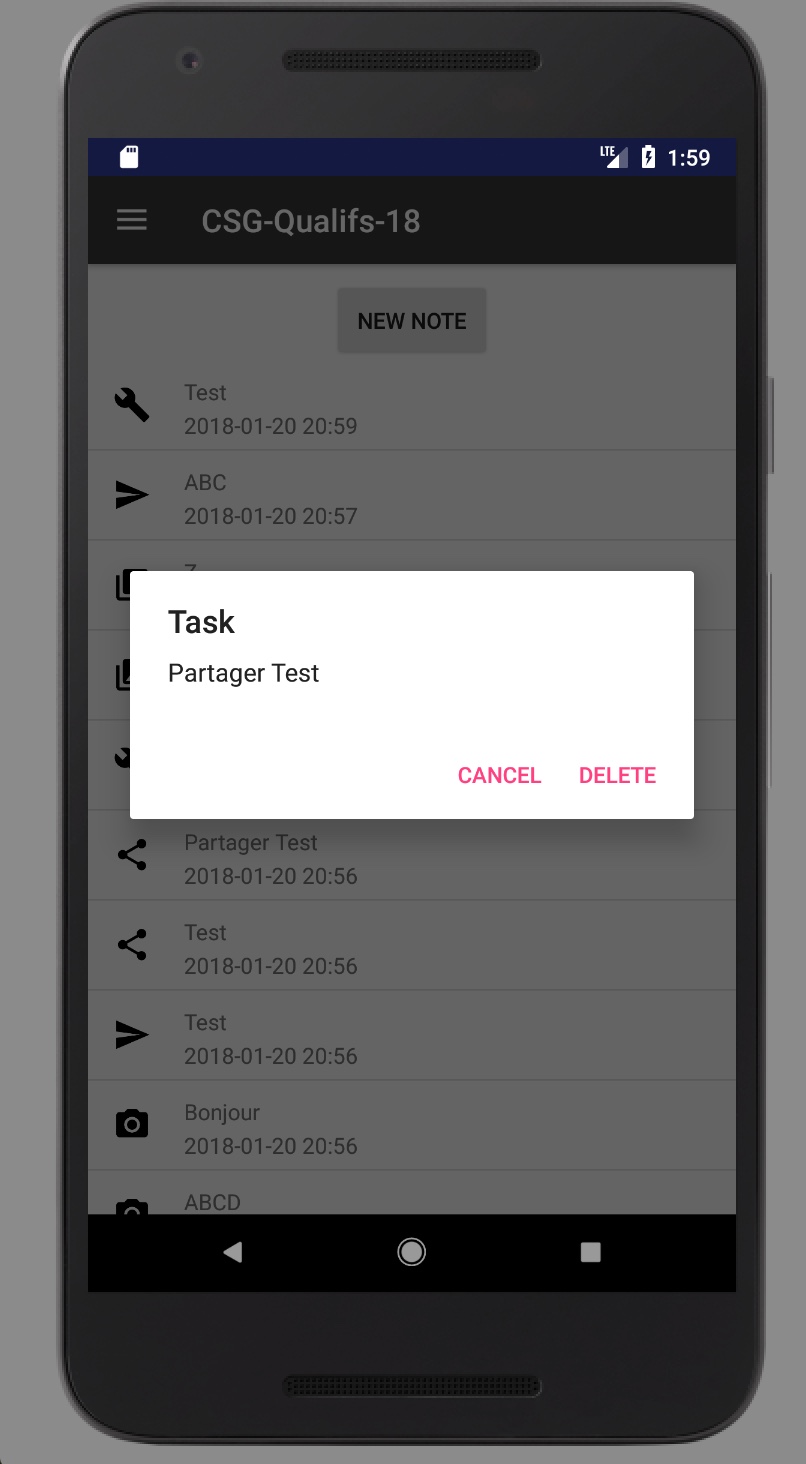 LTE 1:59
CSG-Qualifs-18
NEW NOTE
Test
2018-01-20 20:59
ABC
2018-01-20 20:57
Task
Partager Test
CANCEL DELETE
Partager Test
2018-01-20 20:56
Test
2018-01-20 20:56
Test
2018-01-20 20:56
Bonjour
2018-01-20 20:56
ABCD